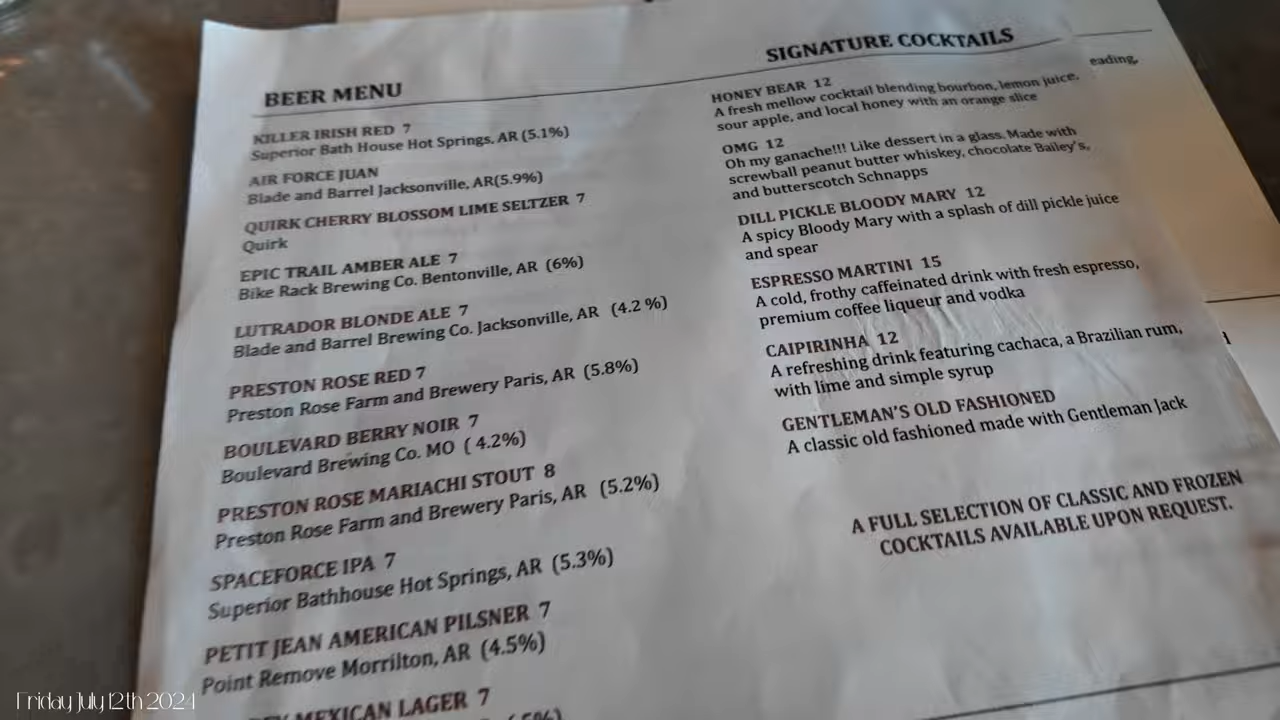 BEER MENU
KILLER IRISH RED 7
Superior Bath House Hot Springs, AR (5.1%)
AIR FORCE JUAN
Blade and Barrel Jacksonville, AR(5.9%)
QUIRK CHERRY BLOSSOM LIME SELTZER 7
Quirk
EPIC TRAIL AMBER ALE 7
Bike Rack Brewing Co. Bentonville, AR (6%)
LUTRADOR BLONDE ALE 7
Blade and Barrel Brewing Co. Jacksonville, AR (4.2 %)
PRESTON ROSE RED 7
Preston Rose Farm and Brewery Paris, AR (5.8%)
BOULEVARD BERRY NOIR 7
Boulevard Brewing Co. MO ( 4.2%)
PRESTON ROSE MARIACHI STOUT 8
Preston Rose Farm and Brewery Paris, AR (5.2%)
SPACEFORCE IPA 7
Superior Bathhouse Hot Springs, AR (5.3%)
PETIT JEAN AMERICAN PILSNER 7
Point Remove Morrilton, AR (4.5%)
MEXICAN LAGER 7
SIGNATURE COCKTAILS
HONEY BEAR 12
A fresh mellow cocktail blending bourbon, lemon juice,
sour apple, and local honey with an orange slice
OMG 12
Oh my ganache!!! Like dessert in a glass. Made with
screwball peanut butter whiskey, chocolate Bailey's,
and butterscotch Schnapps
DILL PICKLE BLOODY MARY 12
A spicy Bloody Mary with a splash of dill pickle juice
and spear
ESPRESSO MARTINI 15
A cold, frothy caffeinated drink with fresh espresso,
premium coffee liqueur and vodka
CAIPIRINHA 12
A refreshing drink featuring cachaca, a Brazilian rum,
with lime and simple syrup
GENTLEMAN'S OLD FASHIONED
A classic old fashioned made with Gentleman Jack
A FULL SELECTION OF CLASSIC AND FROZEN
COCKTAILS AVAILABLE UPON REQUEST.
eading,
Friday July 12th 2024